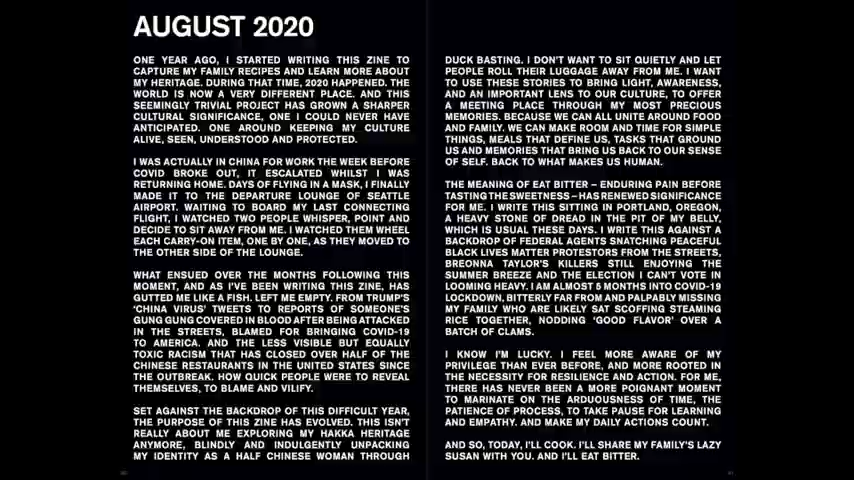 AUGUST 2020
ONE YEAR AGO, I STARTED WRITING THIS ZINE TO
CAPTURE MY FAMILY RECIPES AND LEARN MORE ABOUT
MY HERITAGE. DURING THAT TIME, 2020 HAPPENED. THE
WORLD IS NOW A VERY DIFFERENT PLACE. AND THIS
SEEMINGLY TRIVIAL PROJECT HAS GROWN A SHARPER
CULTURAL SIGNIFICANCE, ONE I COULD NEVER HAVE
ANTICIPATED. ONE AROUND KEEPING MY CULTURE
ALIVE, SEEN, UNDERSTOOD AND PROTECTED.
I WAS ACTUALLY IN CHINA FOR WORK THE WEEK BEFORE
COVID BROKE OUT, IT ESCALATED WHILST I WAS
RETURNING HOME. DAYS OF FLYING IN A MASK, I FINALLY
MADE IT TO THE DEPARTURE LOUNGE OF SEATTLE
AIRPORT. WAITING TO BOARD MY LAST CONNECTING
FLIGHT, I WATCHED TWO PEOPLE WHISPER, POINT AND
DECIDE TO SIT AWAY FROM ME. I WATCHED THEM WHEEL
EACH CARRY-ON ITEM, ONE BY ONE, AS THEY MOVED TO
THE OTHER SIDE OF THE LOUNGE.
WHAT ENSUED OVER THE MONTHS FOLLOWING THIS
MOMENT, AND AS I'VE BEEN WRITING THIS ZINE, HAS
GUTTED ME LIKE A FISH. LEFT ME EMPTY. FROM TRUMP'S
'CHINA VIRUS' TWEETS TO REPORTS OF SOMEONE'S
GUNG GUNG COVERED IN BLOOD AFTER BEING ATTACKED
IN THE STREETS, BLAMED FOR BRINGING COVID-19
TO AMERICA. AND THE LESS VISIBLE BUT EQUALLY
TOXIC RACISM THAT HAS CLOSED OVER HALF OF THE
CHINESE RESTAURANTS IN THE UNITED STATES SINCE
THE OUTBREAK. HOW QUICK PEOPLE WERE TO REVEAL
THEMSELVES, TO BLAME AND VILIFY.
SET AGAINST THE BACKDROP OF THIS DIFFICULT YEAR,
THE PURPOSE OF THIS ZINE HAS EVOLVED. THIS ISN'T
REALLY ABOUT ME EXPLORING MY HAKKA HERITAGE
ANYMORE, BLINDLY AND INDULGENTLY UNPACKING
MY IDENTITY AS A HALF CHINESE WOMAN THROUGH
DUCK BASTING. I DON'T WANT TO SIT QUIETLY AND LET
PEOPLE ROLL THEIR LUGGAGE AWAY FROM ME. I WANT
TO USE THESE STORIES TO BRING LIGHT, AWARENESS,
AND AN IMPORTANT LENS TO OUR CULTURE, TO OFFER
A MEETING PLACE THROUGH MY MOST PRECIOUS
MEMORIES. BECAUSE WE CAN ALL UNITE AROUND FOOD
AND FAMILY. WE CAN MAKE ROOM AND TIME FOR SIMPLE
THINGS, MEALS THAT DEFINE US, TASKS THAT GROUND
US AND MEMORIES THAT BRING US BACK TO OUR SENSE
OF SELF. BACK TO WHAT MAKES US HUMAN.
THE MEANING OF EAT BITTER – ENDURING PAIN BEFORE
TASTING THE SWEETNESS – HAS RENEWED SIGNIFICANCE
FOR ME. I WRITE THIS SITTING IN PORTLAND, OREGON,
A HEAVY STONE OF DREAD IN THE PIT OF MY BELLY,
WHICH IS USUAL THESE DAYS. I WRITE THIS AGAINST A
BACKDROP OF FEDERAL AGENTS SNATCHING PEACEFUL
BLACK LIVES MATTER PROTESTORS FROM THE STREETS,
BREONNA TAYLOR'S KILLERS STILL ENJOYING THE
SUMMER BREEZE AND THE ELECTION I CAN'T VOTE IN
LOOMING HEAVY. I AM ALMOST 5 MONTHS INTO COVID-19
LOCKDOWN, BITTERLY FAR FROM AND PALPABLY MISSING
MY FAMILY WHO ARE LIKELY SAT SCOFFING STEAMING
RICE TOGETHER, NODDING 'GOOD FLAVOR' OVER A
BATCH OF CLAMS.
I KNOW I'M LUCKY. I FEEL MORE AWARE OF MY
PRIVILEGE THAN EVER BEFORE, AND MORE ROOTED IN
THE NECESSITY FOR RESILIENCE AND ACTION. FOR ME,
THERE HAS NEVER BEEN A MORE POIGNANT MOMENT
TO MARINATE ON THE ARDUOUSNESS OF TIME, THE
PATIENCE OF PROCESS, TO TAKE PAUSE FOR LEARNING
AND EMPATHY. AND MAKE MY DAILY ACTIONS COUNT.
AND SO, TODAY, I'LL COOK. I'LL SHARE MY FAMILY'S LAZY
SUSAN WITH YOU. AND I'LL EAT BITTER.